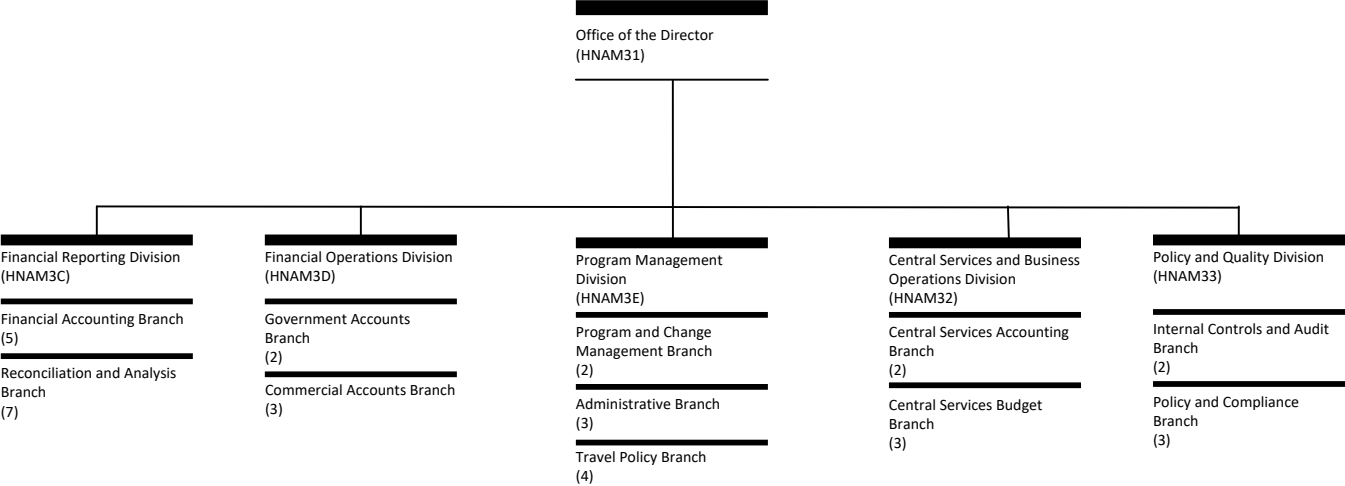 Office of the Director
(HNAM31)
Financial Reporting Division
(HNAM3C)
Financial Accounting Branch
(5)
Reconciliation and Analysis
Branch
(7)
Financial Operations Division
(HNAM3D)
Government Accounts
Branch
(2)
Commercial Accounts Branch
(3)
Program Management
Division
(HNAM3E)
Program and Change
Management Branch
(2)
Administrative Branch
(3)
Travel Policy Branch
(4)
Central Services and Business
Operations Division
(HNAM32)
Central Services Accounting
Branch
(2)
Central Services Budget
Branch
(3)
Policy and Quality Division
(HNAM33)
Internal Controls and Audit
Branch
(2)
Policy and Compliance
Branch
(3)